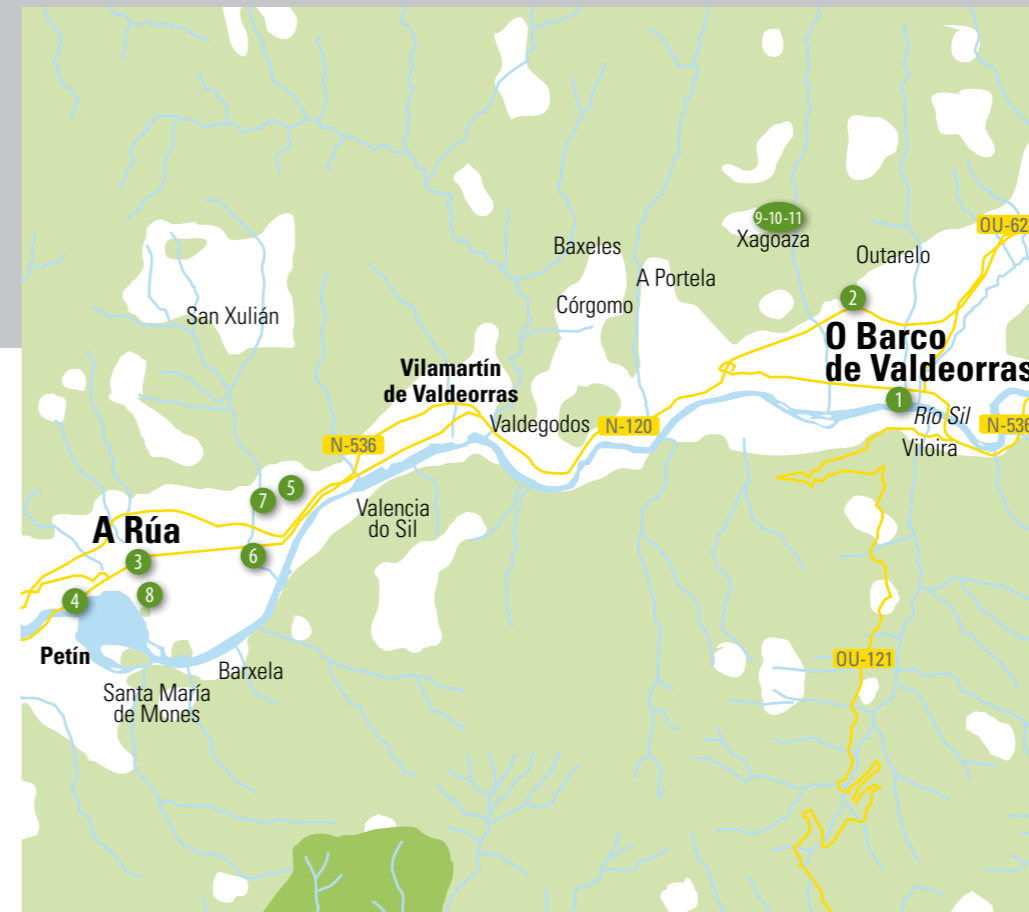 9-10-11
Xagoaza
OU-62
Baxeles
A Portela
Outarelo
Córgomo
2
San Xulián
O Barco
de Valdeorras
Vilamartín
de Valdeorras
1
Río Sil
Valdegodos
N-120
N-536
N-536
Viloira
5
7
Valencia
do Sil
A Rúa
3
6
4
8
Petín
Barxela
Santa María
de Mones
OU-121